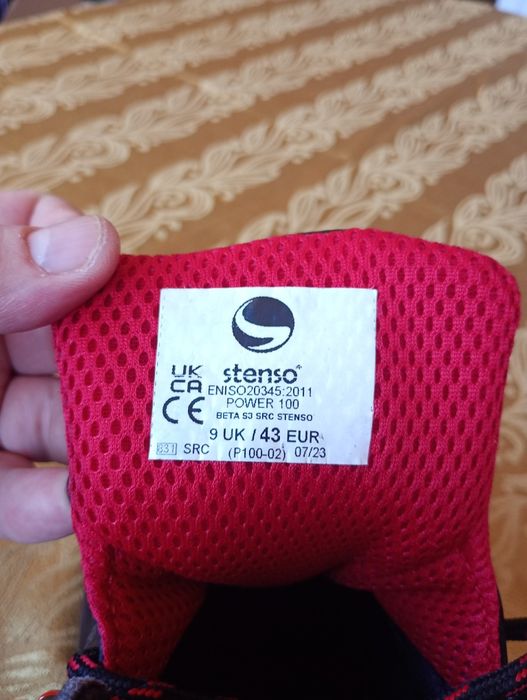 stenso®
UK
CA
ENISO20345:2011
POWER 100
CE
BETA S3 SRC STENSO
9 UK / 43 EUR
SRC (P100-02) 07/23